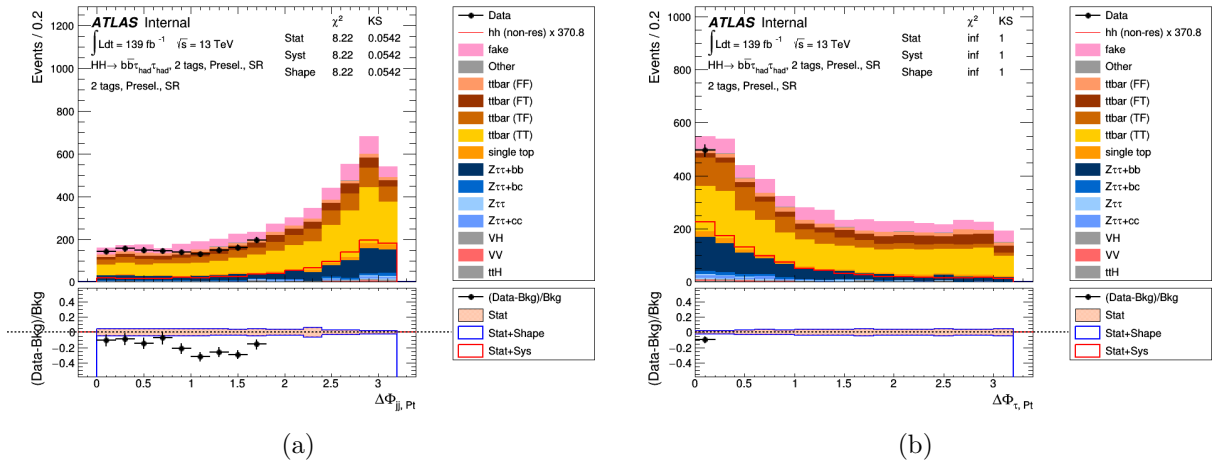 ATLAS Internal
∫ Ldt = 139 fb⁻¹ √s = 13 TeV
HH→ bb̅τhadτhad, 2 tags, Presel., SR
2 tags, Presel., SR
χ² KS
Stat 8.22 0.0542
Syst 8.22 0.0542
Shape 8.22 0.0542
Events / 0.2
1200
1000
800
600
400
200
0
Data
hh (non-res) x 370.8
fake
Other
ttbar (FF)
ttbar (FT)
ttbar (TF)
ttbar (TT)
single top
Zττ+bb
Zττ+bc
Zττ
Zττ+cc
VH
VV
ttH
(Data-Bkg)/Bkg
0.4
0.2
0
−0.2
−0.4
0 0.5 1 1.5 2 2.5 3
ΔΦjj, Pt
(Data-Bkg)/Bkg
Stat
Stat+Shape
Stat+Sys
(a)
ATLAS Internal
∫ Ldt = 139 fb⁻¹ √s = 13 TeV
HH→ bb̅τhadτhad, 2 tags, Presel., SR
2 tags, Presel., SR
χ² KS
Stat inf 1
Syst inf 1
Shape inf 1
Events / 0.2
1000
800
600
400
200
0
Data
hh (non-res) x 370.8
fake
Other
ttbar (FF)
ttbar (FT)
ttbar (TF)
ttbar (TT)
single top
Zττ+bb
Zττ+bc
Zττ
Zττ+cc
VH
VV
ttH
(Data-Bkg)/Bkg
0.4
0.2
0
−0.2
−0.4
0 0.5 1 1.5 2 2.5 3
ΔΦτ, Pt
(Data-Bkg)/Bkg
Stat
Stat+Shape
Stat+Sys
(b)